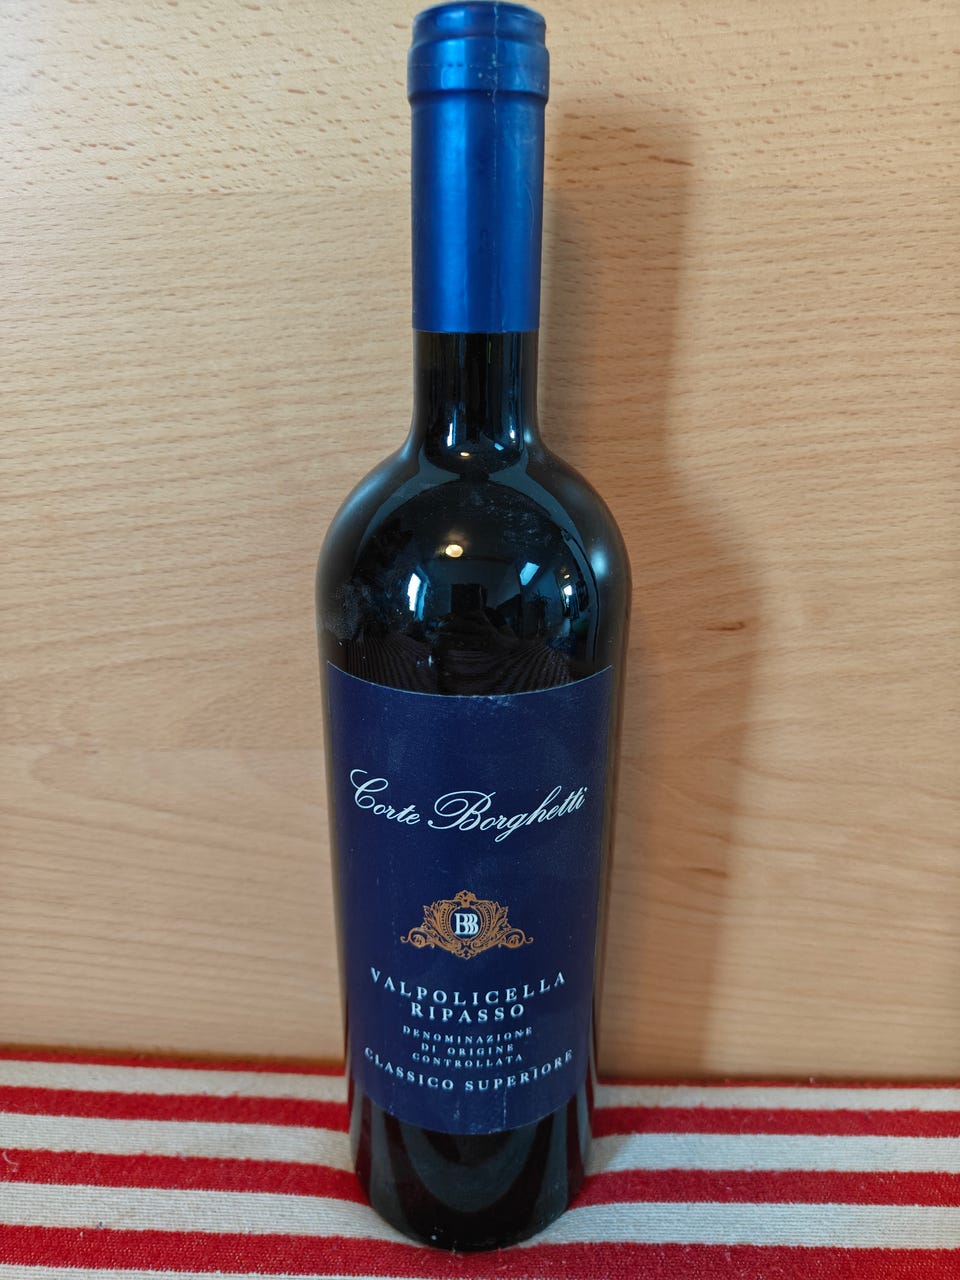 Corte Borghetti
BBB
VALPOLICELLA
RIPASSO
DENOMINAZIONE
DI ORIGINE
CONTROLLATA
CLASSICO SUPERIORE